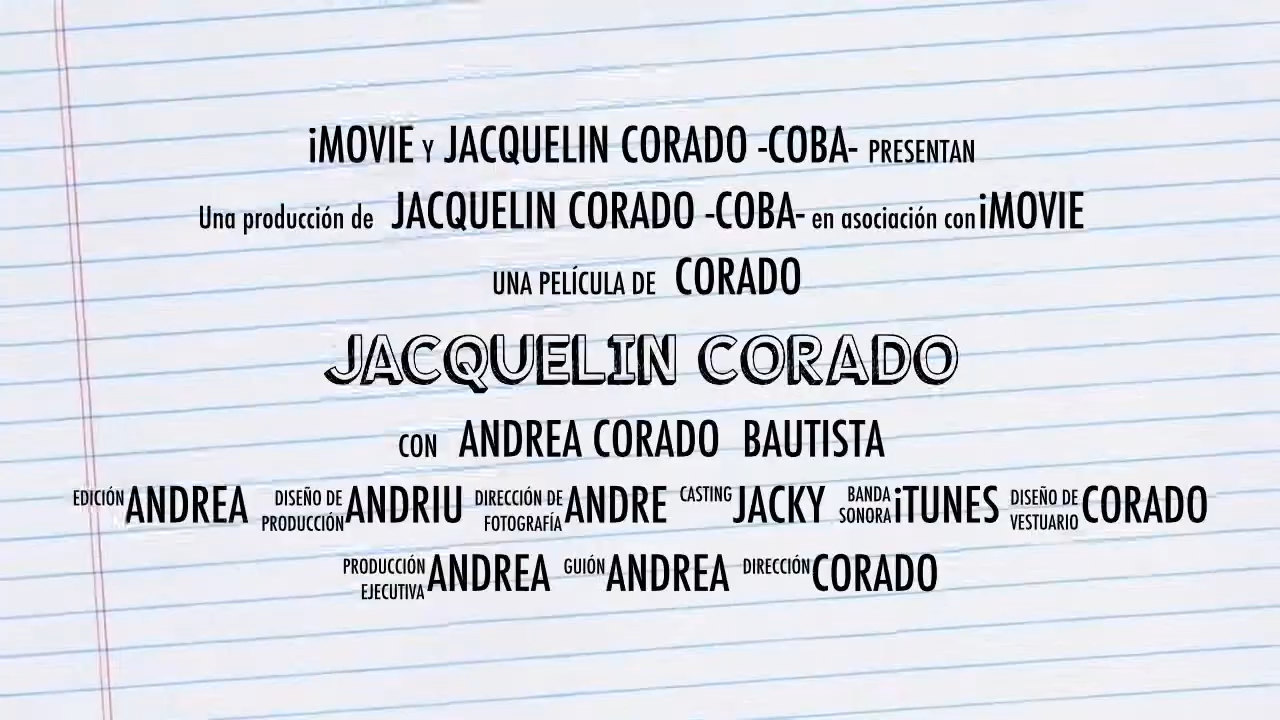 iMOVIE Y JACQUELIN CORADO -COBA- PRESENTAN
Una producción de JACQUELIN CORADO -COBA- en asociación con iMOVIE
UNA PELÍCULA DE CORADO
JACQUELIN CORADO
CON ANDREA CORADO BAUTISTA
EDICIÓN ANDREA DISEÑO DE PRODUCCIÓN ANDRIU DIRECCIÓN DE FOTOGRAFÍA ANDRE CASTING JACKY BANDA SONORA iTUNES DISEÑO DE VESTUARIO CORADO
PRODUCCIÓN EJECUTIVA ANDREA GUIÓN ANDREA DIRECCIÓN CORADO